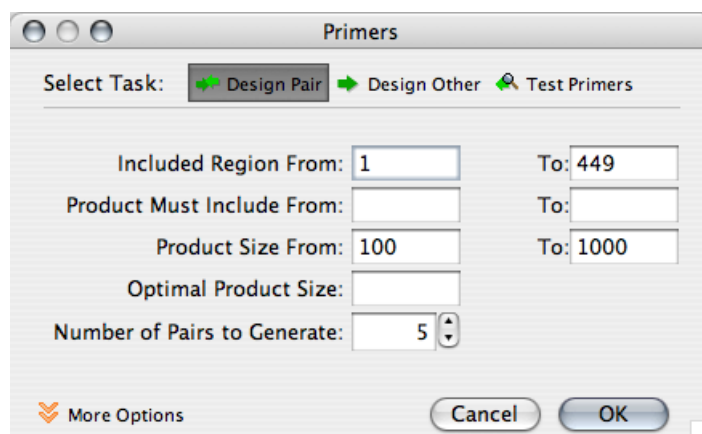 Primers
Select Task: Design Pair Design Other Test Primers
Included Region From: 1 To: 449
Product Must Include From: To:
Product Size From: 100 To: 1000
Optimal Product Size:
Number of Pairs to Generate: 5
More Options Cancel OK